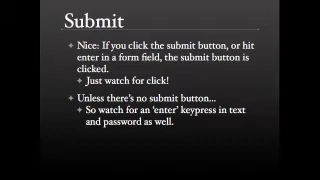 Submit
Nice: If you click the submit button, or hit
enter in a form field, the submit button is
clicked.
Just watch for click!
Unless there's no submit button...
So watch for an 'enter' keypress in text
and password as well.